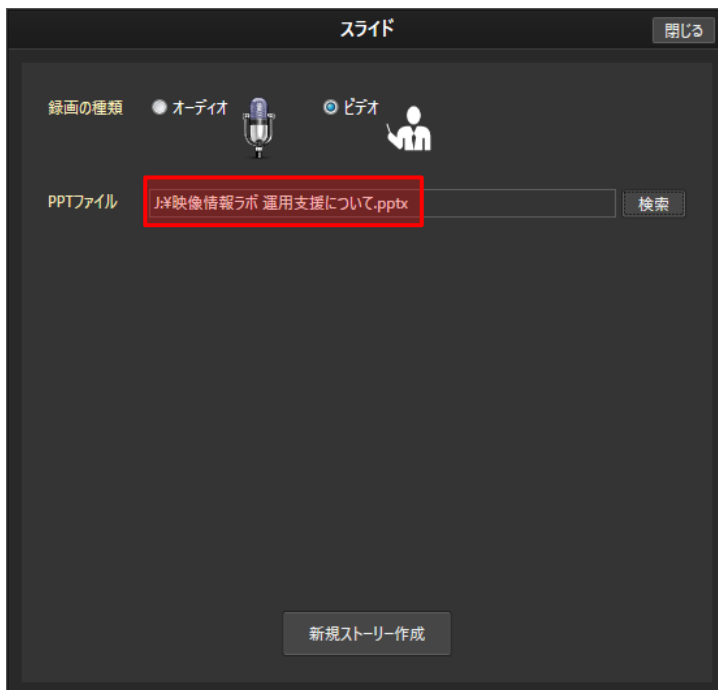 スライド
閉じる
録画の種類 オーディオ ビデオ
PPTファイル J:¥映像情報ラボ 運用支援について.pptx 検索
新規ストーリー作成